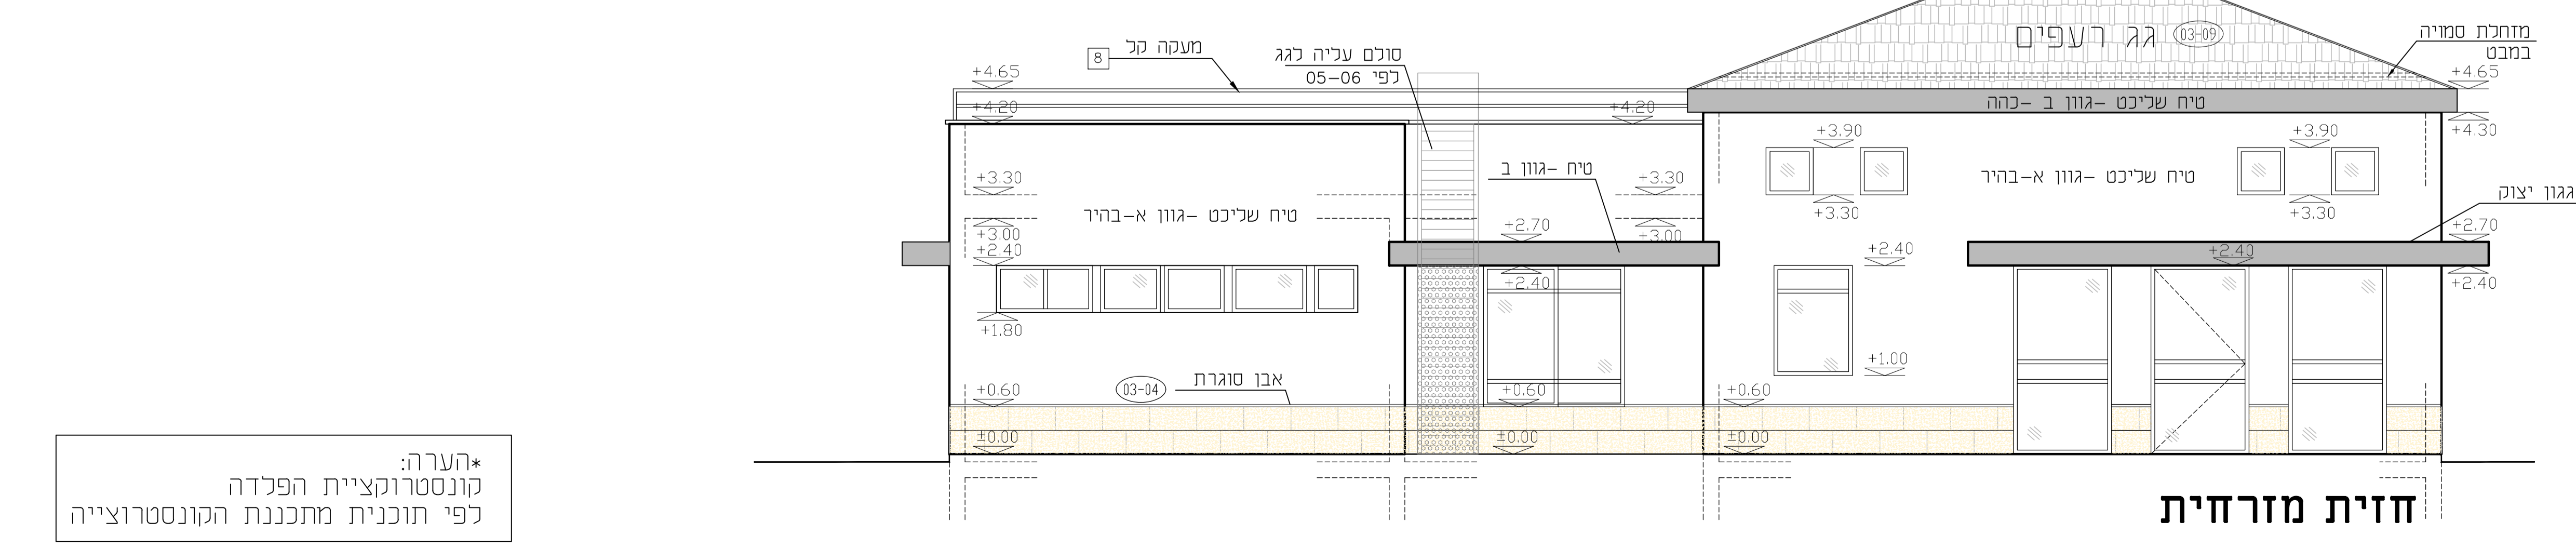 גג רעפים
03-09
מזחלת סמויה
במבט
+4.65
טיח שליכט -גוון ב -כהה
+4.30
מעקה קל
8
סולם עליה לגג
לפי 05-06
+4.65
+4.20
+4.20
+3.90
+3.90
טיח שליכט -גוון א-בהיר
+3.30
+3.30
טיח -גוון ב
+3.30
+3.30
טיח שליכט -גוון א-בהיר
גגון יצוק
+2.70
+2.40
+2.40
+2.40
+2.70
+3.00
+2.40
+3.00
+2.40
+1.80
+1.00
אבן סוגרת
03-04
+0.60
+0.60
+0.60
±0.00
±0.00
±0.00
*הערה:
קונסטרוקציית הפלדה
לפי תוכנית מתכננת הקונסטרוצייה
חזית מזרחית